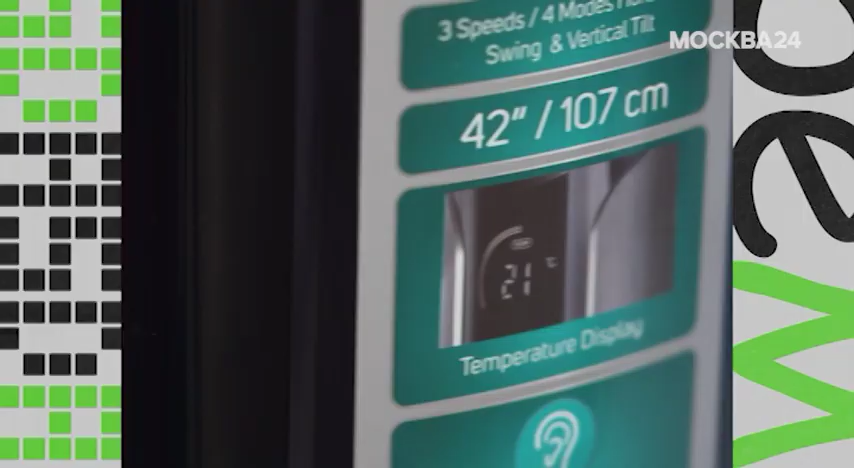 3 Speeds / 4 Modes
Swing & Vertical Tilt
МОСКВА24
42" / 107 cm
21 °C
Temperature Display